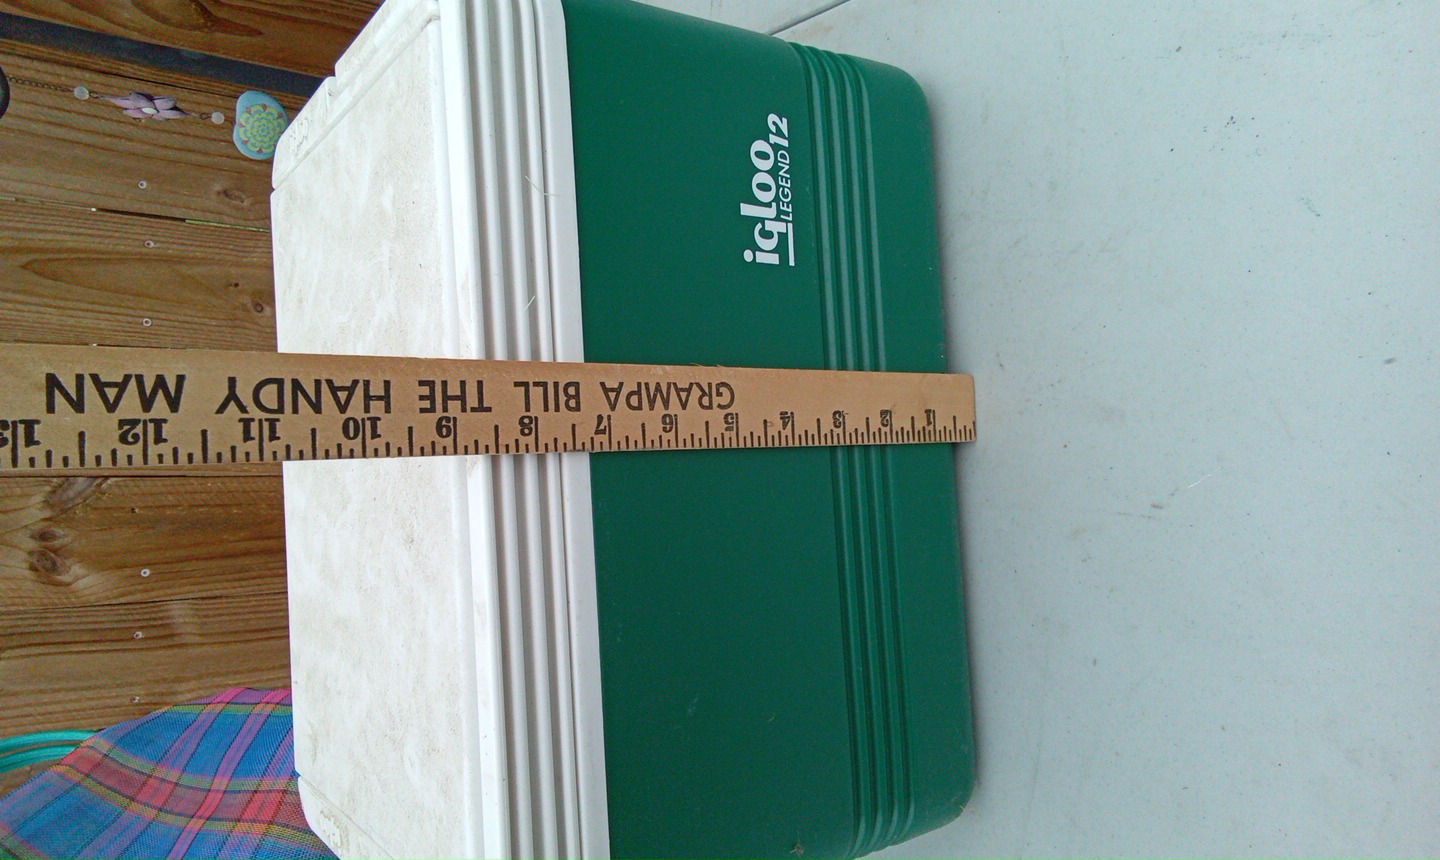 igloo
LEGEND 12
GRAMPA BILL THE HANDY MAN
1 2 3 4 5 6 7 8 9 10 11 12